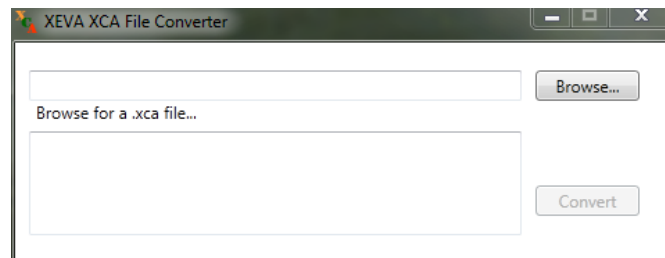 XEVA XCA File Converter
Browse...
Browse for a .xca file...
Convert